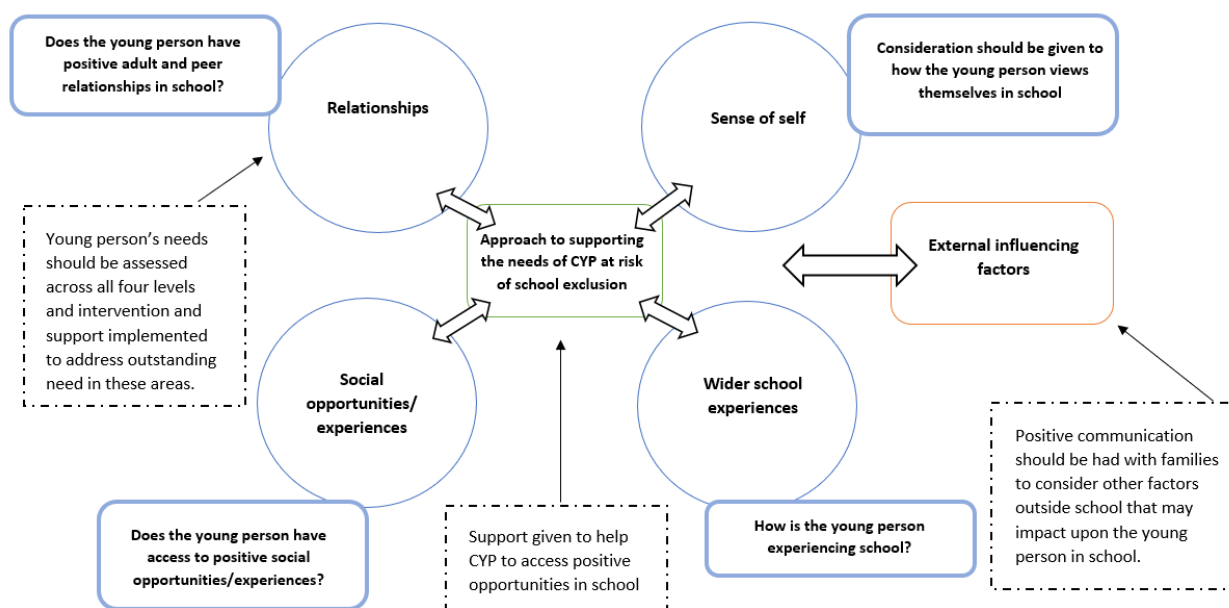 Does the young person have
positive adult and peer
relationships in school?
Relationships
Sense of self
Consideration should be given to
how the young person views
themselves in school
Young person’s needs
should be assessed
across all four levels
and intervention and
support implemented
to address outstanding
need in these areas.
Approach to supporting
the needs of CYP at risk
of school exclusion
External influencing
factors
Social
opportunities/
experiences
Wider school
experiences
Positive communication
should be had with families
to consider other factors
outside school that may
impact upon the young
person in school.
Does the young person have
access to positive social
opportunities/experiences?
Support given to help
CYP to access positive
opportunities in school
How is the young person
experiencing school?